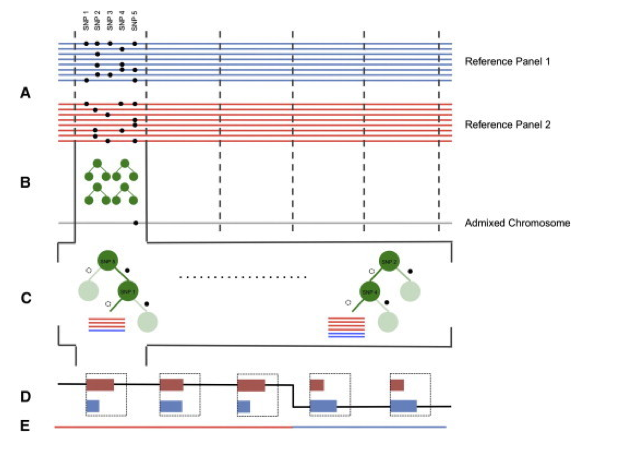 SNP 1
SNP 2
SNP 3
SNP 4
SNP 5
Reference Panel 1
A
Reference Panel 2
B
Admixed Chromosome
SNP 5
SNP 2
C
SNP 1
SNP 4
D
E